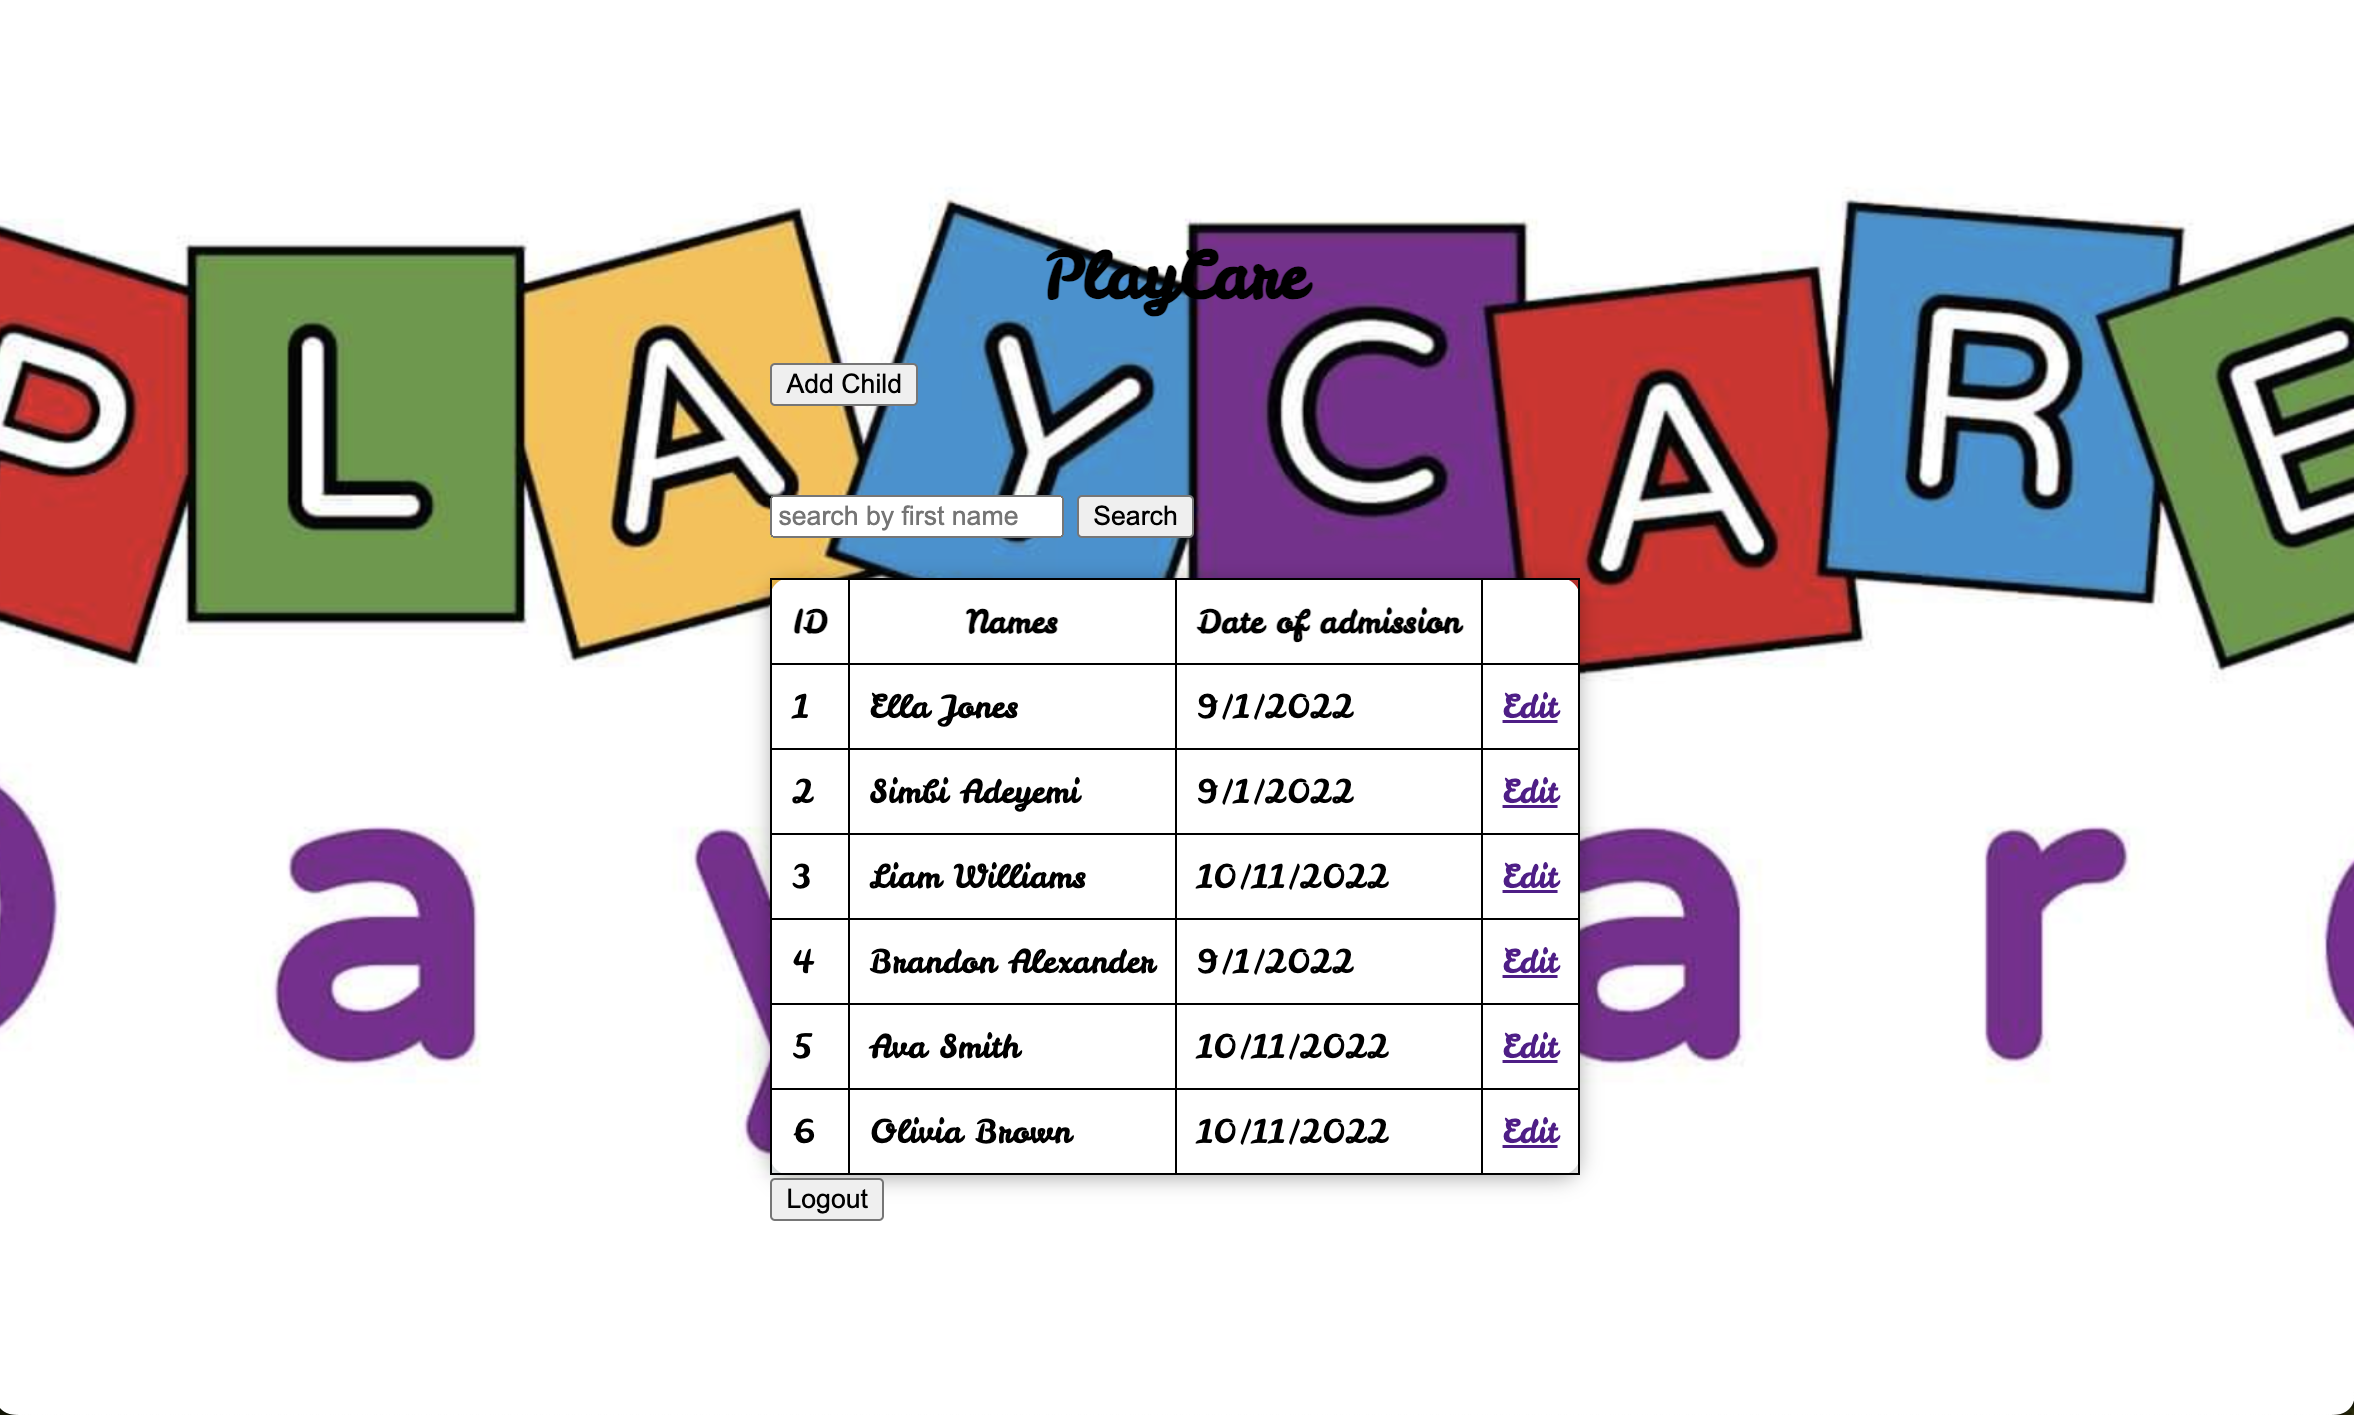 PLAYCARE
PlayCare
Add Child
search by first name Search
ID Names Date of admission
1 Ella Jones 9/1/2022 Edit
2 Simbi Adeyemi 9/1/2022 Edit
3 Liam Williams 10/11/2022 Edit
4 Brandon Alexander 9/1/2022 Edit
5 Ava Smith 10/11/2022 Edit
6 Olivia Brown 10/11/2022 Edit
Logout